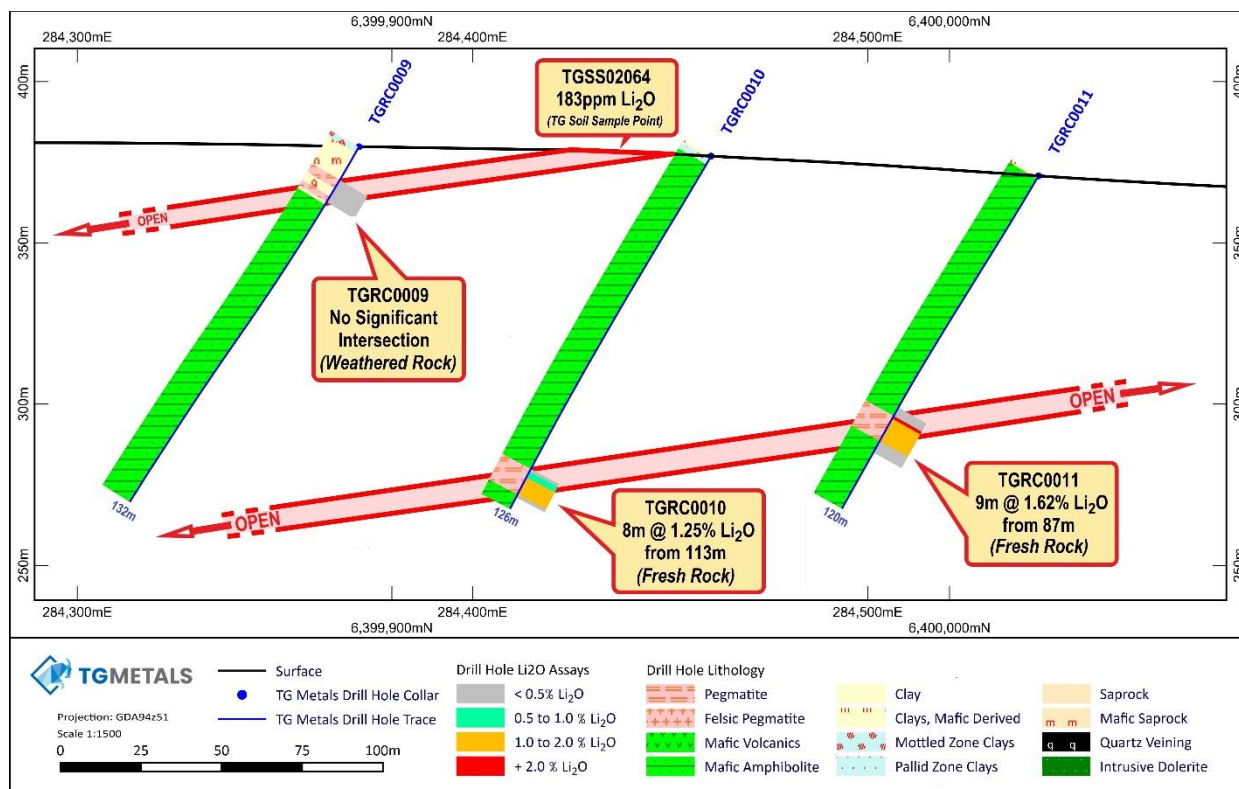 6,399,900mN 6,400,000mN
284,300mE 284,400mE 284,500mE
400m 400m
TGRC0009
TGSS02064
183ppm Li₂O
(TG Soil Sample Point)
TGRC0010
TGRC0011
OPEN
350m 350m
TGRC0009
No Significant
Intersection
(Weathered Rock)
300m 300m
OPEN
OPEN
132m
126m
120m
TGRC0010
8m @ 1.25% Li₂O
from 113m
(Fresh Rock)
TGRC0011
9m @ 1.62% Li₂O
from 87m
(Fresh Rock)
250m 250m
284,300mE 284,400mE 284,500mE
6,399,900mN 6,400,000mN
TGMETALS
Projection: GDA94z51
Scale 1:1500
0 25 50 75 100m
Surface
TG Metals Drill Hole Collar
TG Metals Drill Hole Trace
Drill Hole Li2O Assays
< 0.5% Li₂O
0.5 to 1.0 % Li₂O
1.0 to 2.0 % Li₂O
+ 2.0 % Li₂O
Drill Hole Lithology
Pegmatite
Felsic Pegmatite
Mafic Volcanics
Mafic Amphibolite
Clay
Clays, Mafic Derived
Mottled Zone Clays
Pallid Zone Clays
Saprock
m m Mafic Saprock
q q Quartz Veining
Intrusive Dolerite